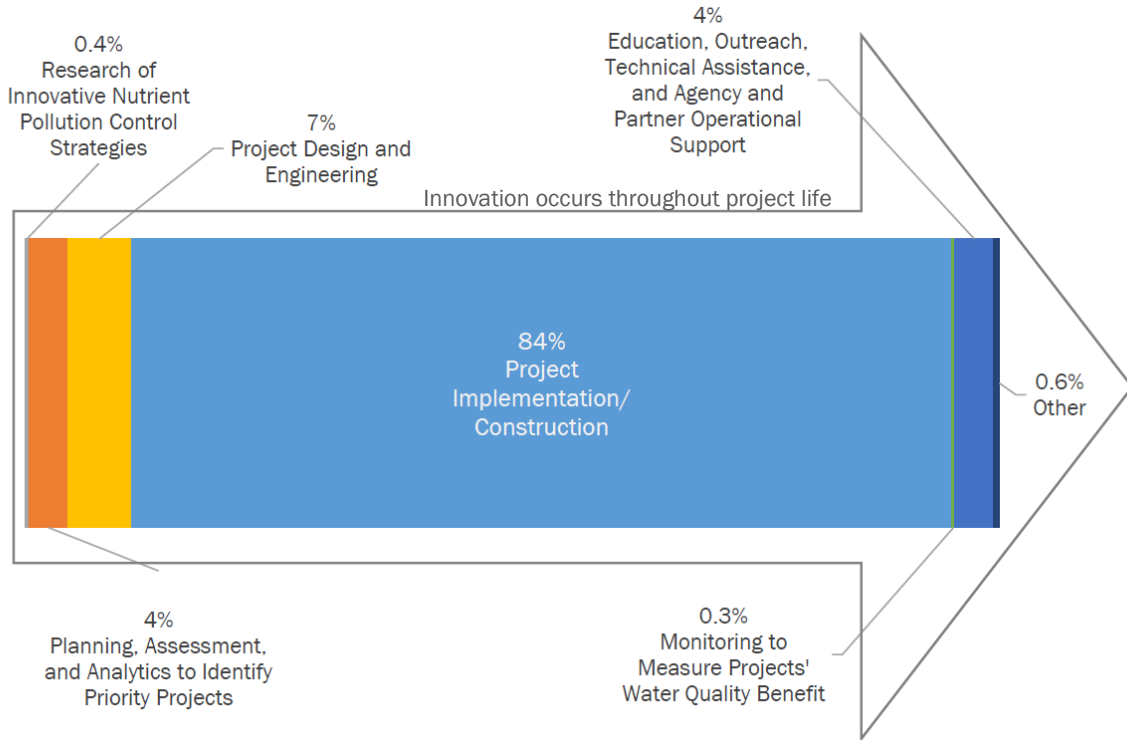 0.4%
Research of
Innovative Nutrient
Pollution Control
Strategies
7%
Project Design and
Engineering
4%
Education, Outreach,
Technical Assistance,
and Agency and
Partner Operational
Support
Innovation occurs throughout project life
84%
Project
Implementation/
Construction
0.6%
Other
4%
Planning, Assessment,
and Analytics to Identify
Priority Projects
0.3%
Monitoring to
Measure Projects'
Water Quality Benefit